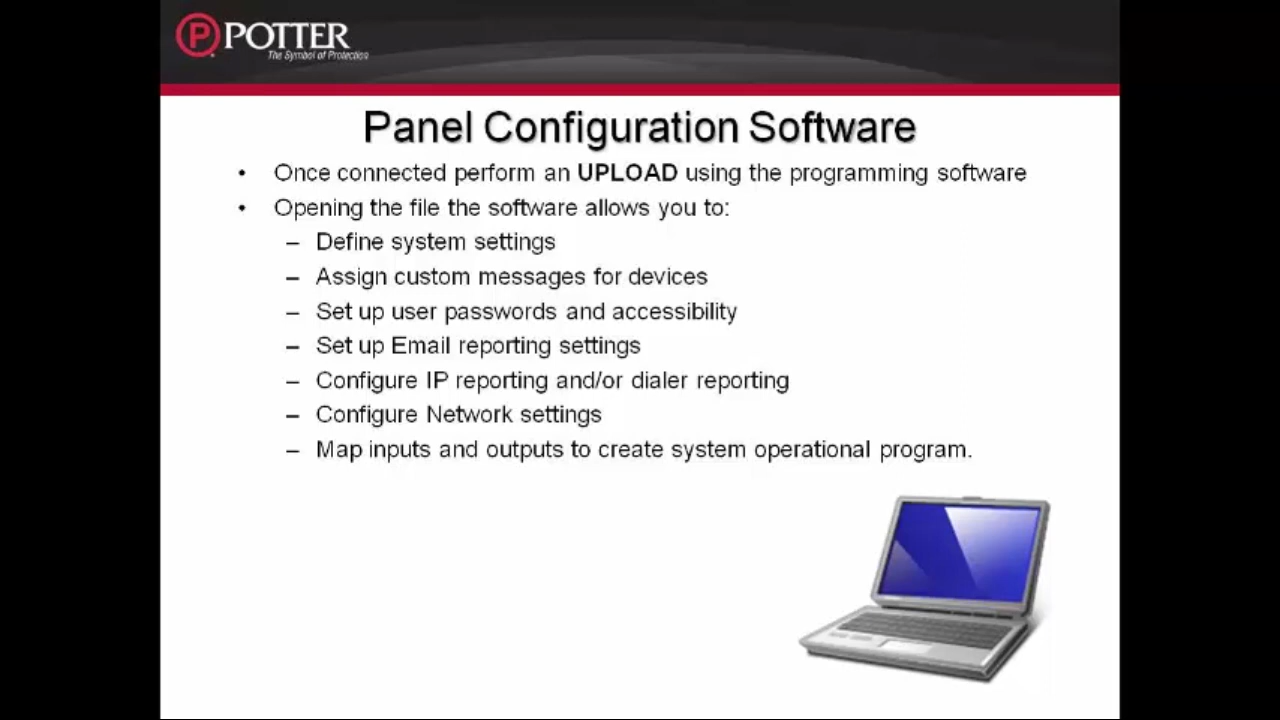 POTTER
The Symbol of Protection
Panel Configuration Software
• Once connected perform an UPLOAD using the programming software
• Opening the file the software allows you to:
– Define system settings
– Assign custom messages for devices
– Set up user passwords and accessibility
– Set up Email reporting settings
– Configure IP reporting and/or dialer reporting
– Configure Network settings
– Map inputs and outputs to create system operational program.